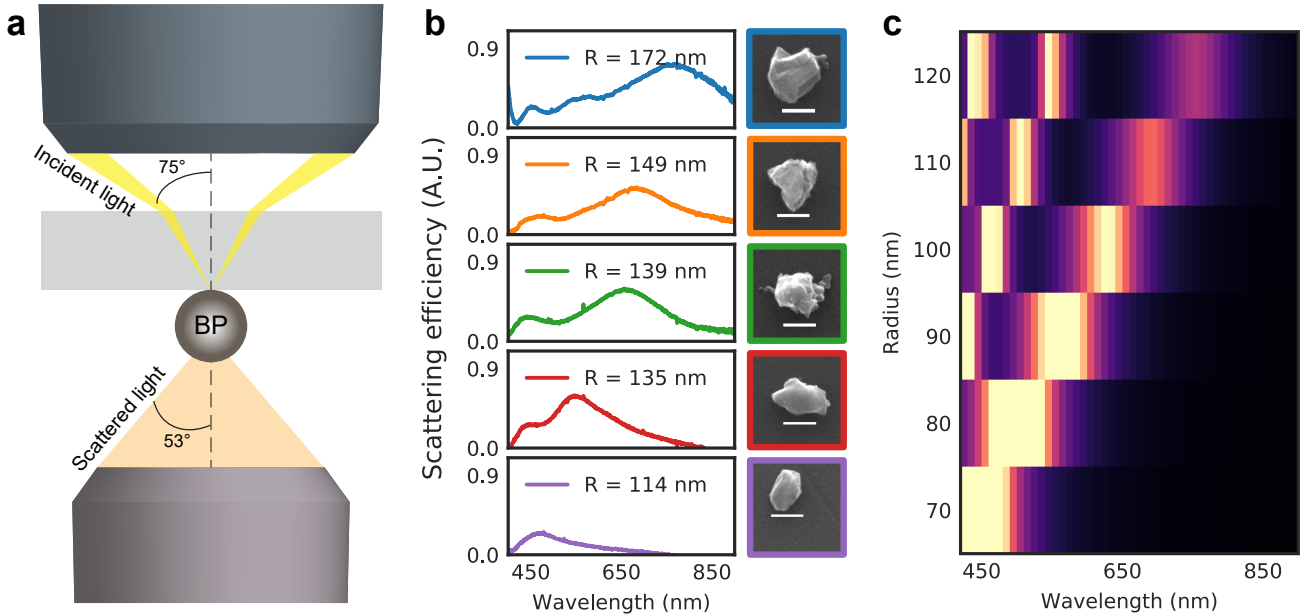 a
75°
Incident light
BP
Scattered light
53°
b
Scattering efficiency (A.U.)
0.9
R = 172 nm
0.0
0.9
R = 149 nm
0.0
0.9
R = 139 nm
0.0
0.9
R = 135 nm
0.0
0.9
R = 114 nm
0.0
450 650 850
Wavelength (nm)
c
Radius (nm)
120
110
100
90
80
70
450 650 850
Wavelength (nm)